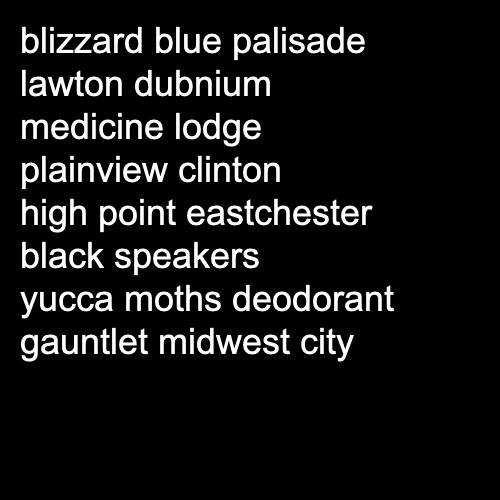 blizzard blue palisade
lawton dubnium
medicine lodge
plainview clinton
high point eastchester
black speakers
yucca moths deodorant
gauntlet midwest city